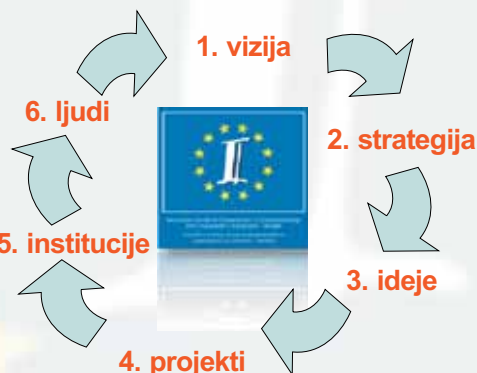 1. vizija
2. strategija
3. ideje
4. projekti
5. institucije
6. ljudi